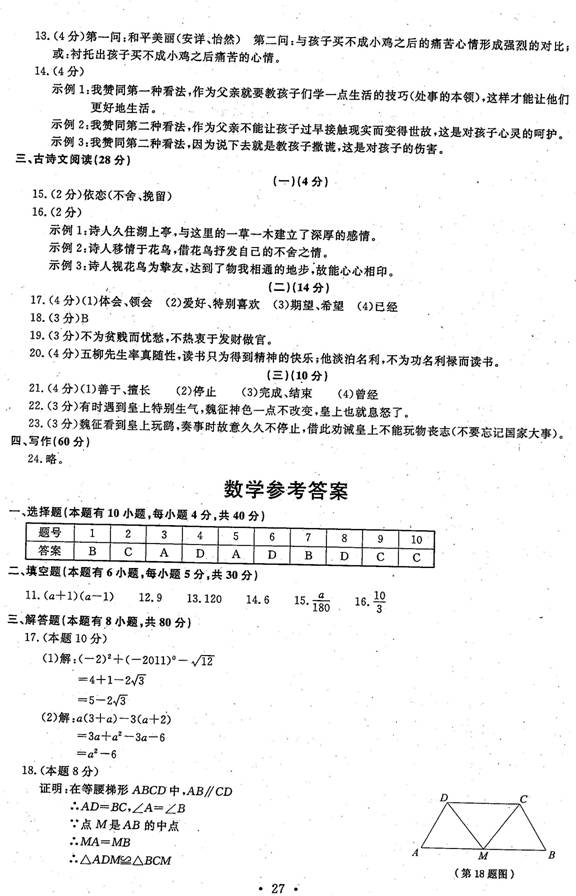 13.(4分)第一问:和平美丽(安详、怡然) 第二问:与孩子买不成小鸡之后的痛苦心情形成强烈的对比;
或:衬托出孩子买不成小鸡之后痛苦的心情。
14.(4分)
示例1:我赞同第一种看法,作为父亲就要教孩子们学一点生活的技巧(处事的本领),这样才能让他们
更好地生活。
示例2:我赞同第二种看法,作为父亲不能让孩子过早接触现实而变得世故,这是对孩子心灵的呵护。
示例3:我赞同第二种看法,因为说下去就是教孩子撒谎,这是对孩子的伤害。
三、古诗文阅读(28分)
(一)(4分)
15.(2分)依恋(不舍、挽留)
16.(2分)
示例1:诗人久住湖上亭,与这里的一草一木建立了深厚的感情。
示例2:诗人移情于花鸟,借花鸟抒发自己的不舍之情。
示例3:诗人视花鸟为挚友,达到了物我相通的地步,故能心心相印。
(二)(14分)
17.(4分)(1)体会、领会 (2)爱好、特别喜欢 (3)期望、希望 (4)已经
18.(3分)B
19.(3分)不为贫贱而忧愁,不热衷于发财做官。
20.(4分)五柳先生率真随性,读书只为得到精神的快乐;他淡泊名利,不为功名利禄而读书。
(三)(10分)
21.(4分)(1)善于、擅长 (2)停止 (3)完成、结束 (4)曾经
22.(3分)有时遇到皇上特别生气,魏征神色一点不改变,皇上也就息怒了。
23.(3分)魏征看到皇上玩鹞,奏事时故意久久不停止,借此劝诫皇上不能玩物丧志(不要忘记国家大事)。
四、写作(60分)
24.略。
数学参考答案
一、选择题(本题有10小题,每小题4分,共40分)
题号 1 2 3 4 5 6 7 8 9 10
答案 B C A D A D B D C C
二、填空题(本题有6小题,每小题5分,共30分)
11.(a+1)(a−1) 12.9 13.120 14.6 15. a/180 16. 10/3
三、解答题(本题有8小题,共80分)
17.(本题10分)
(1)解:(−2)²+(−2011)⁰−√12
=4+1−2√3
=5−2√3
(2)解:a(3+a)−3(a+2)
=3a+a²−3a−6
=a²−6
18.(本题8分)
证明:在等腰梯形ABCD中,AB∥CD
∴AD=BC,∠A=∠B
∵点M是AB的中点
∴MA=MB
∴△ADM≌△BCM
D C
A M B
(第18题图)
·27·